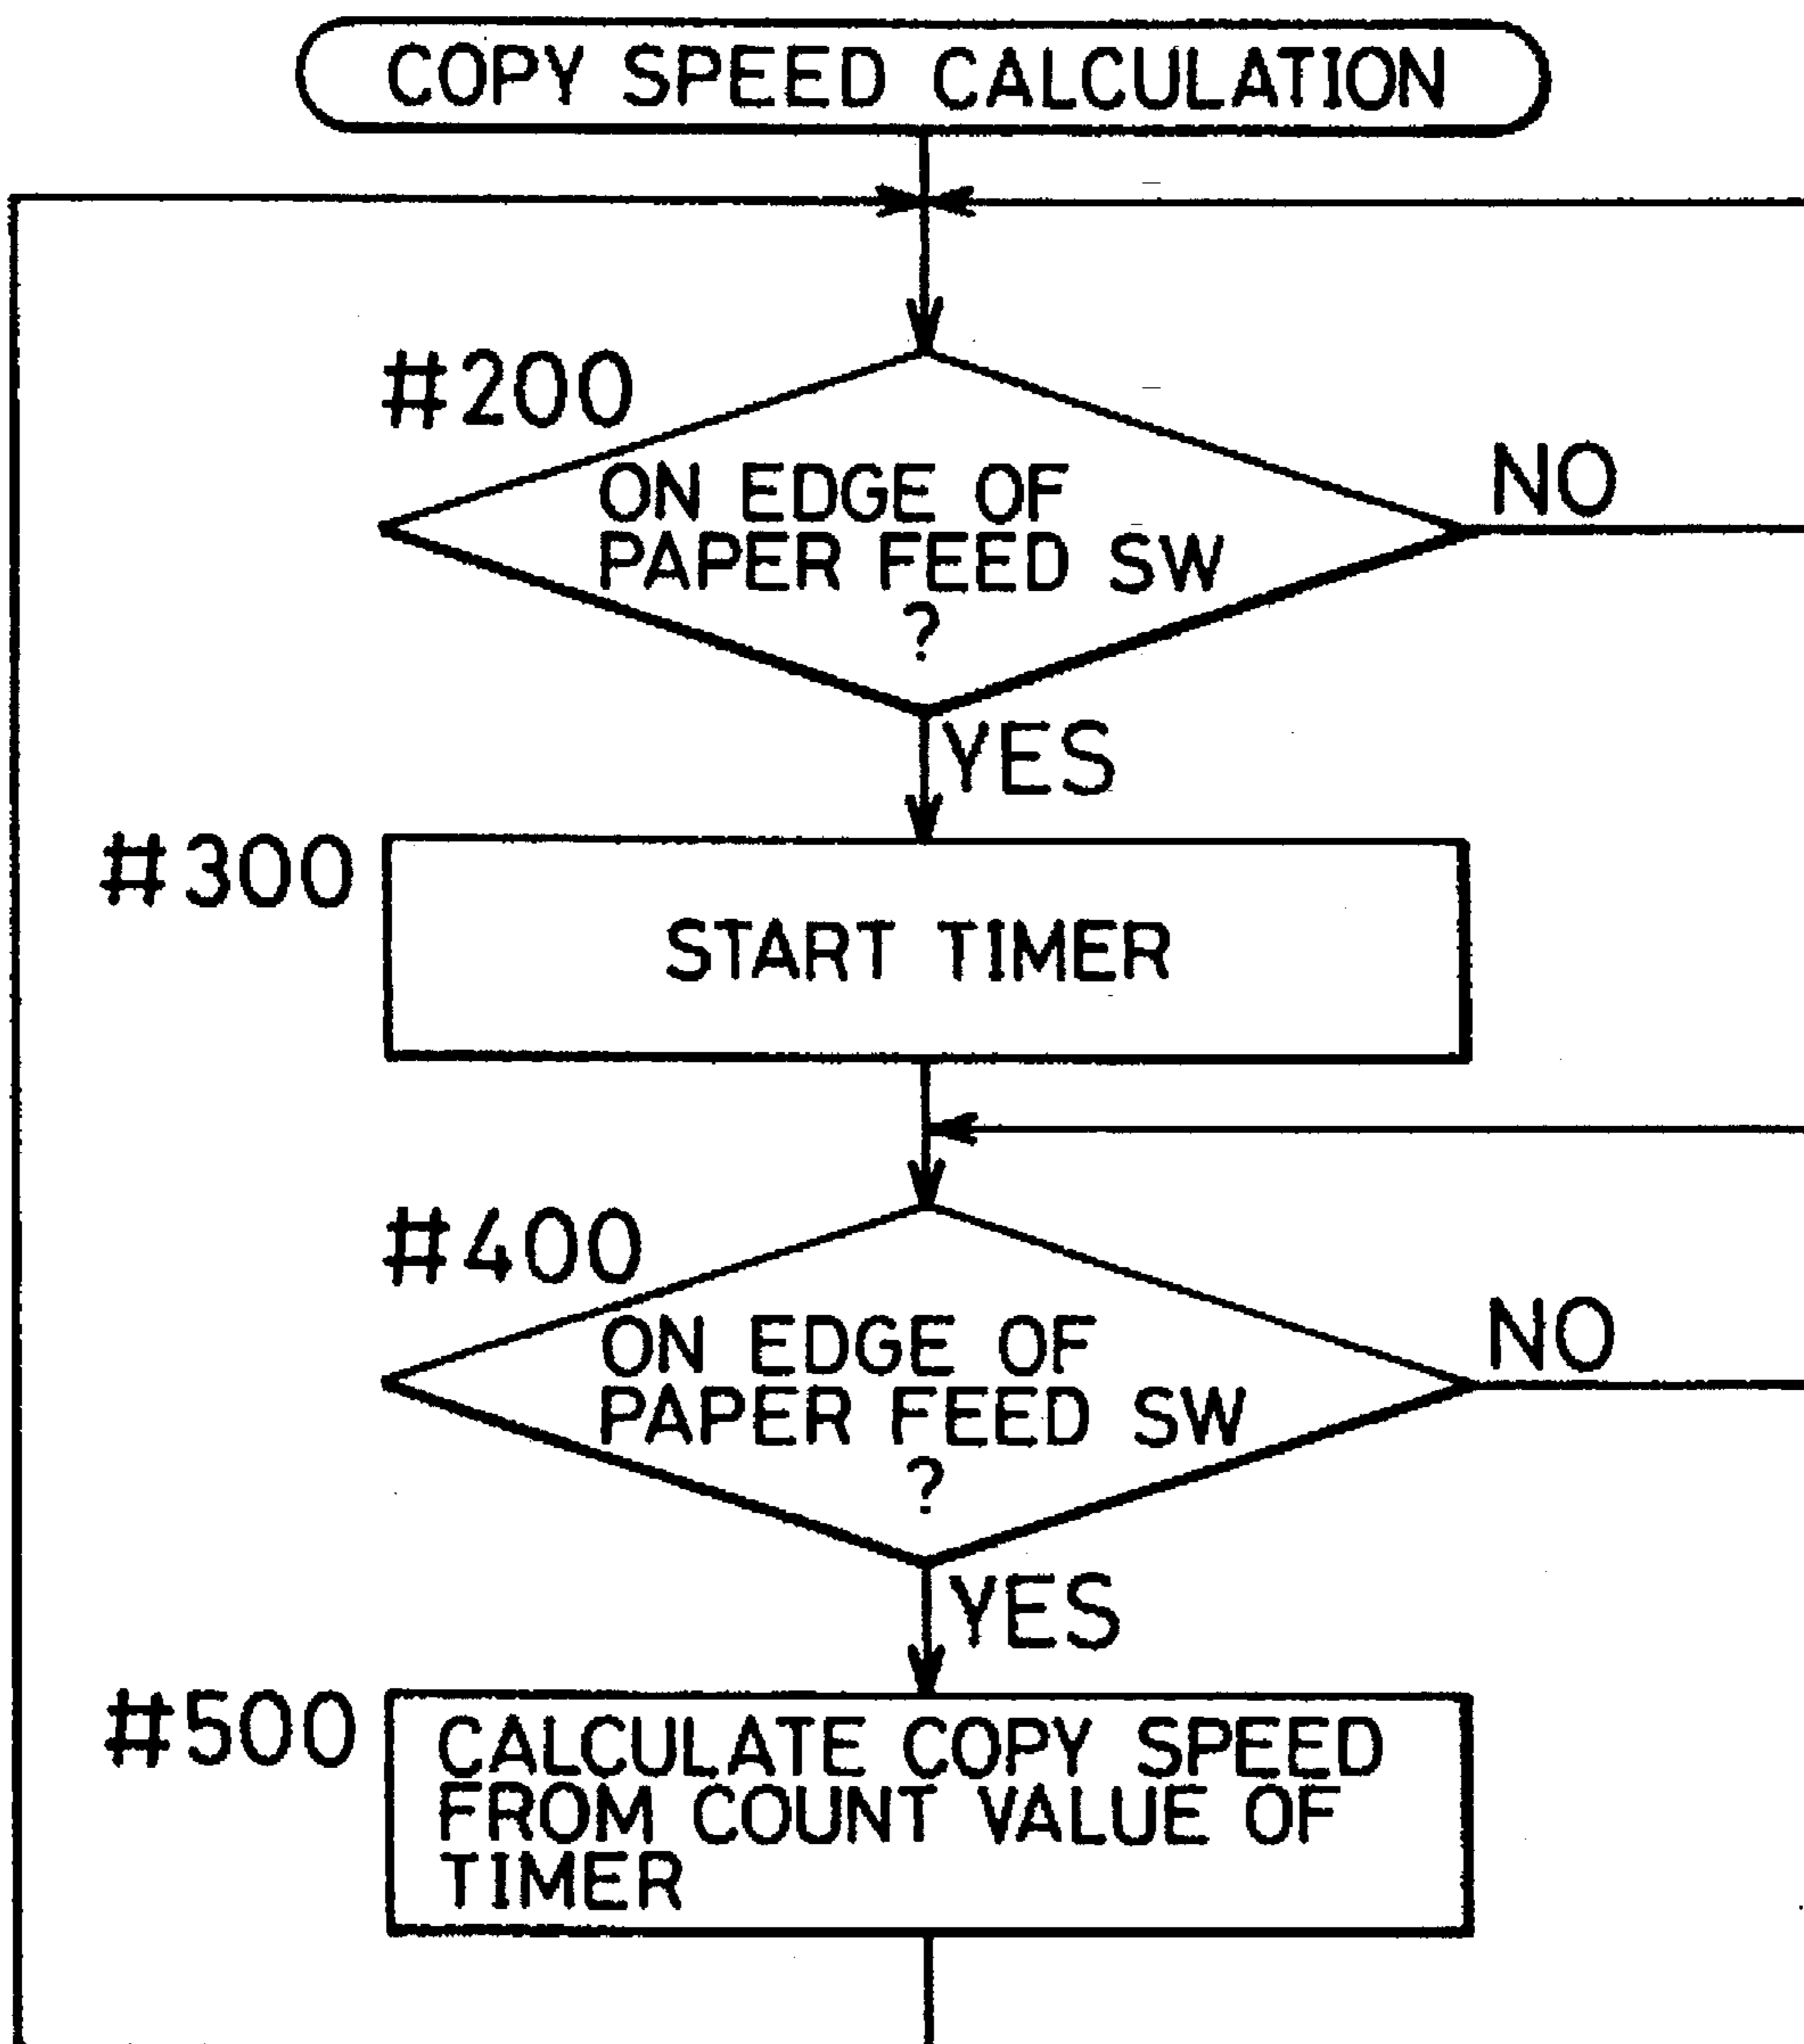 COPY SPEED CALCULATION
#200
ON EDGE OF
PAPER FEED SW
?
NO
YES
#300
START TIMER
#400
ON EDGE OF
PAPER FEED SW
?
NO
YES
#500
CALCULATE COPY SPEED
FROM COUNT VALUE OF
TIMER